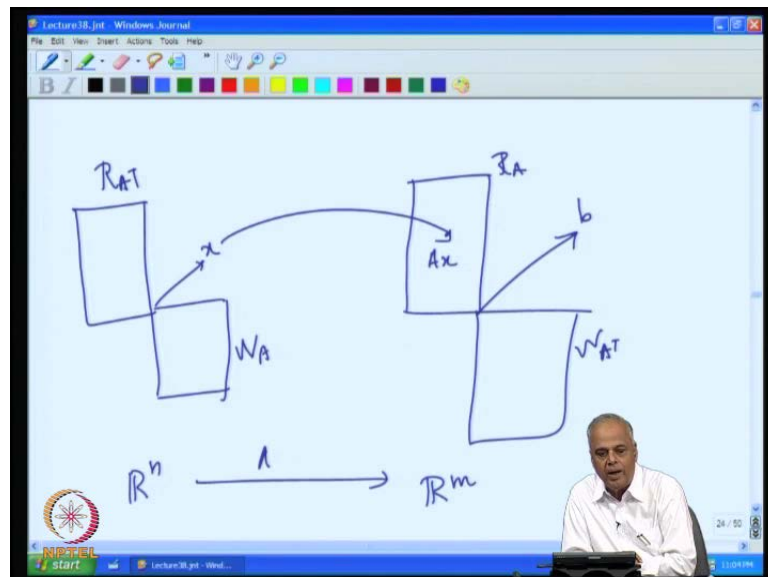 Lecture38.jnt - Windows Journal
File Edit View Insert Actions Tools Help
B I
R_{A^T}
R_A
x
b
Ax
N_A
N_{A^T}
R^n
A
R^m
24 / 50
NPTEL
start
Lecture38.jnt - Wind...